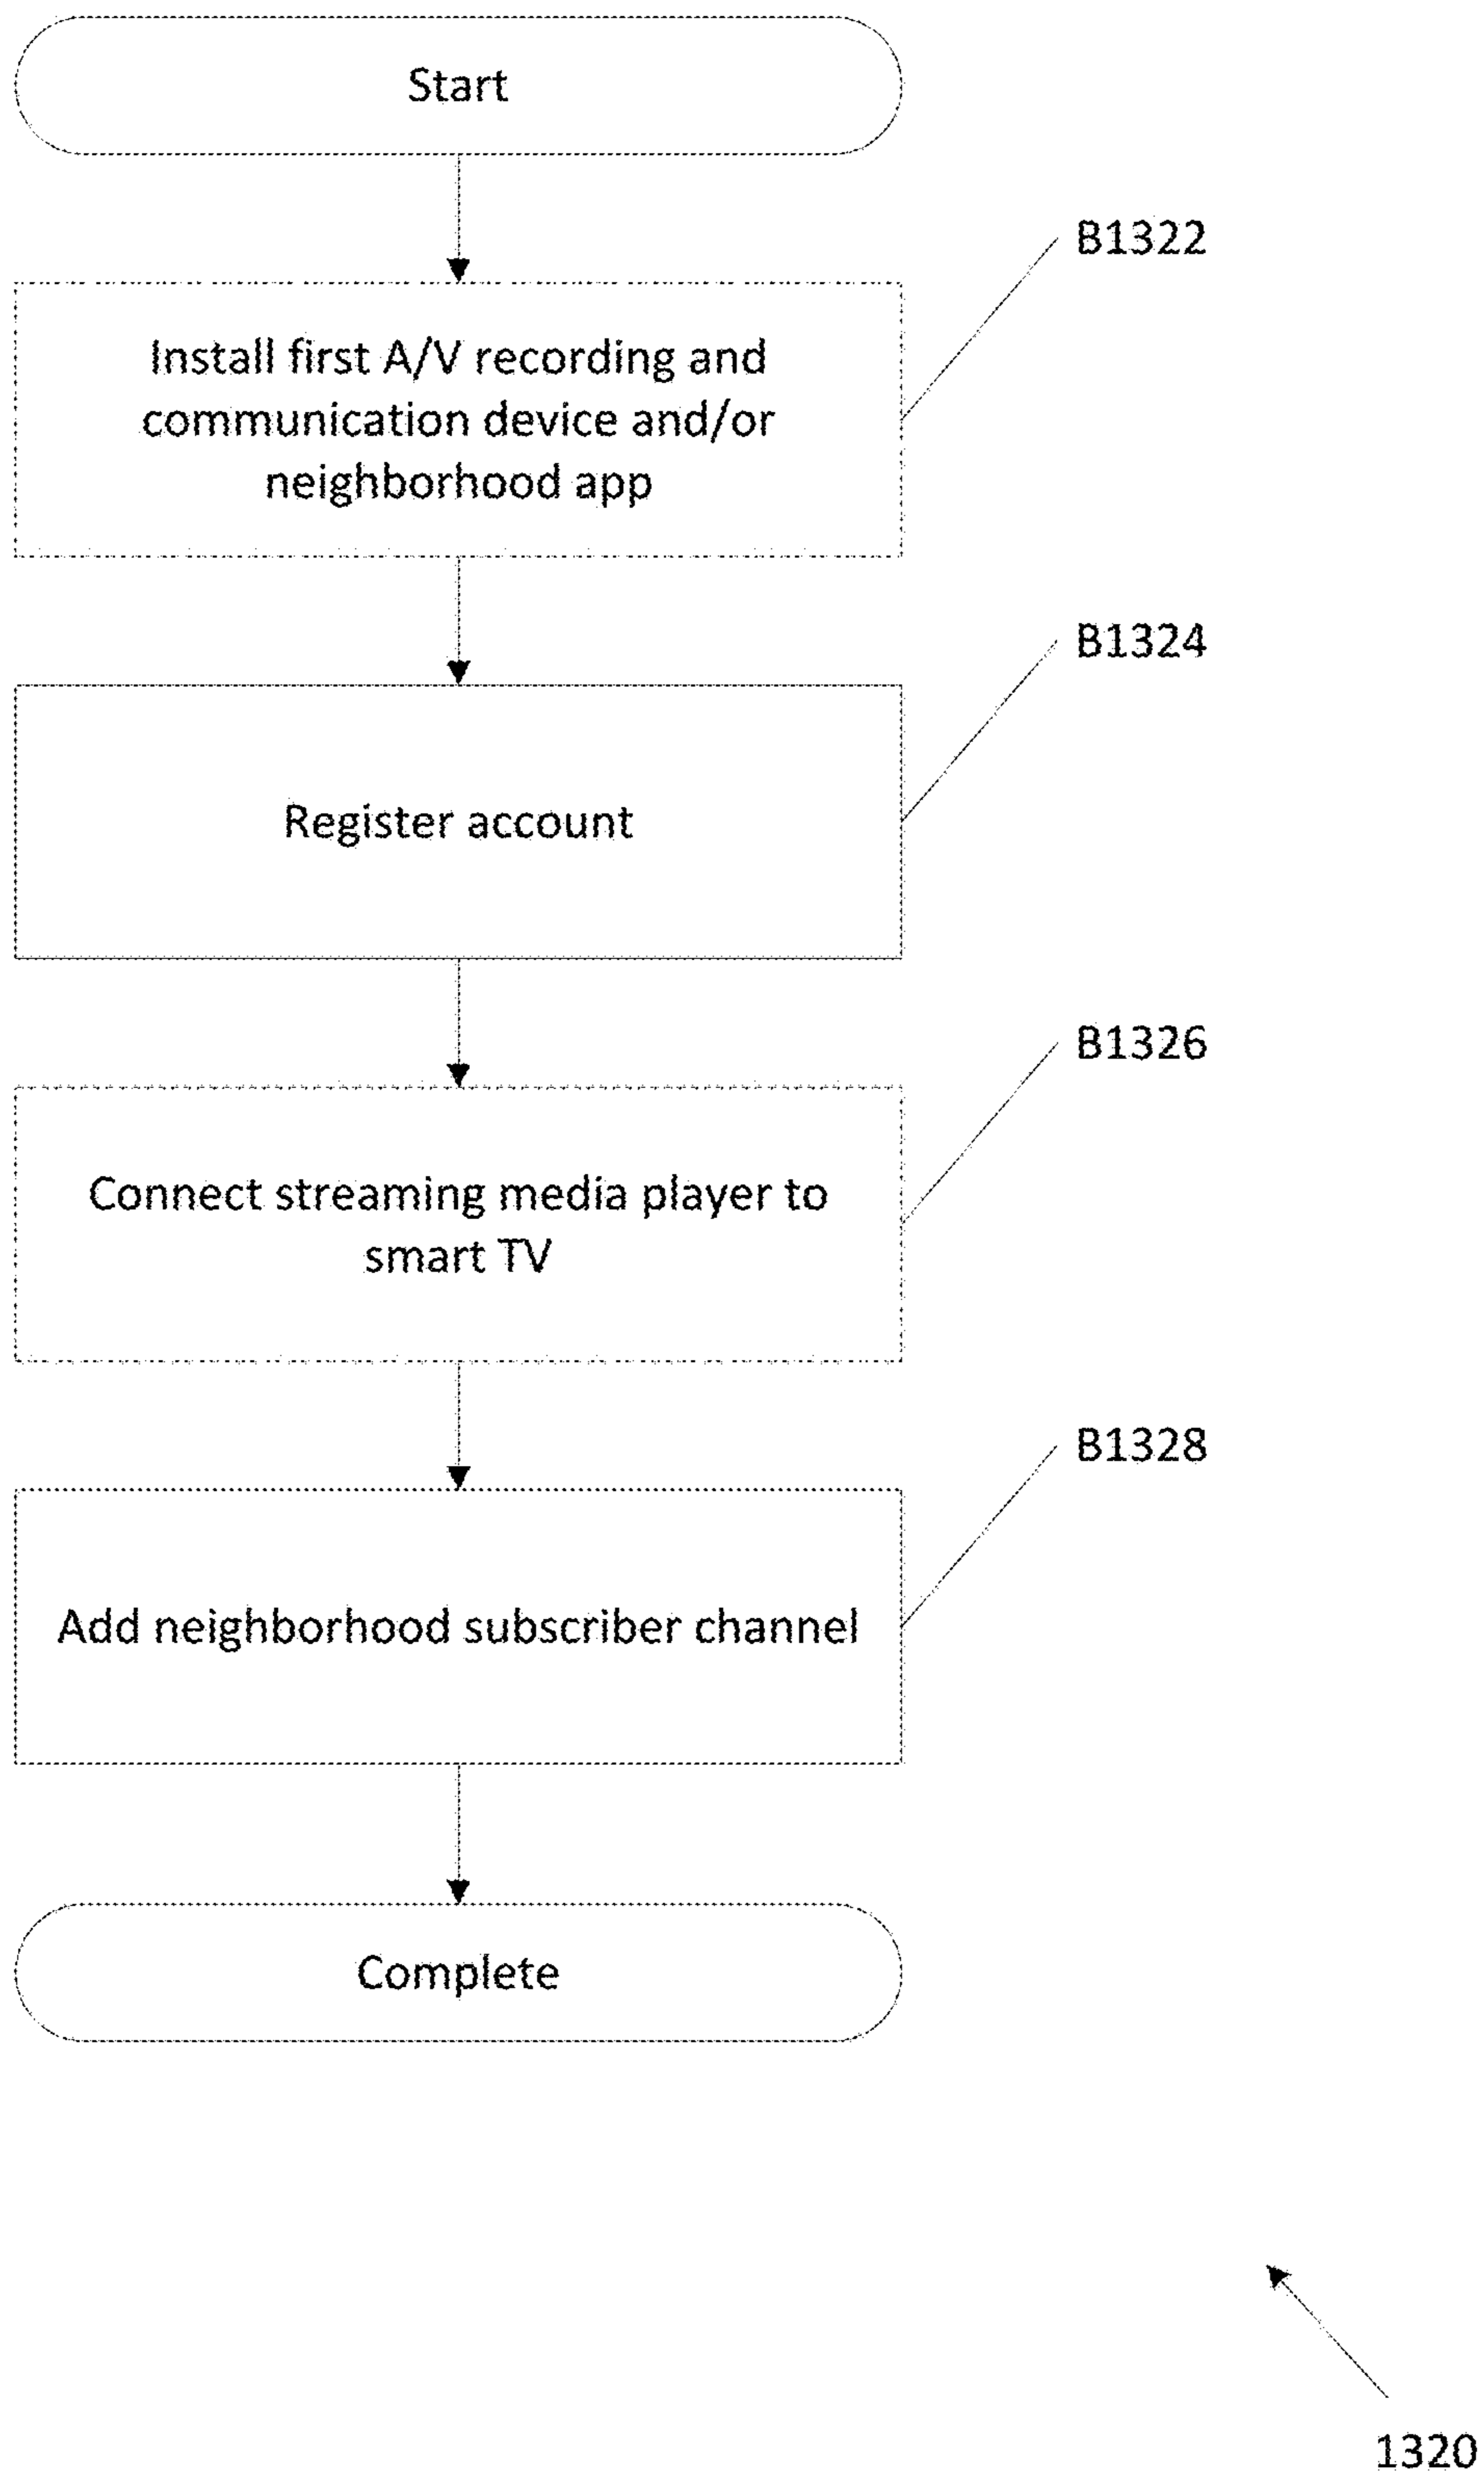 Start
B1322
Install first A/V recording and
communication device and/or
neighborhood app
B1324
Register account
B1326
Connect streaming media player to
smart TV
B1328
Add neighborhood subscriber channel
Complete
1320